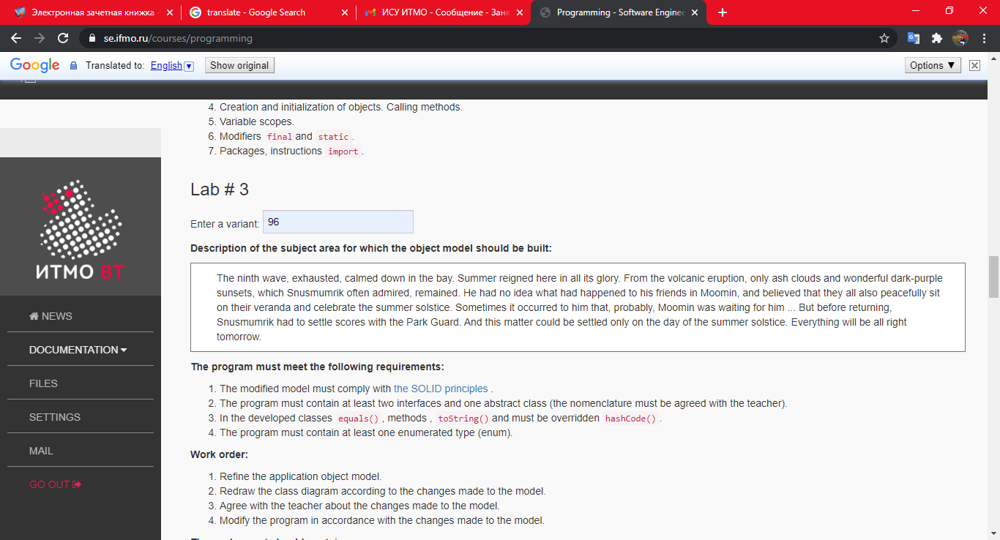 Электронная зачетная книжка
translate - Google Search
ИСУ ИТМО - Сообщение - Заня
Programming - Software Enginee
se.ifmo.ru/courses/programming
Google Translated to: English Show original Options ▼
4. Creation and initialization of objects. Calling methods.
5. Variable scopes.
6. Modifiers final and static .
7. Packages, instructions import .
ИТМО ВТ
NEWS
DOCUMENTATION
FILES
SETTINGS
MAIL
GO OUT
Lab # 3
Enter a variant: 96
Description of the subject area for which the object model should be built:
The ninth wave, exhausted, calmed down in the bay. Summer reigned here in all its glory. From the volcanic eruption, only ash clouds and wonderful dark-purple
sunsets, which Snusmumrik often admired, remained. He had no idea what had happened to his friends in Moomin, and believed that they all also peacefully sit
on their veranda and celebrate the summer solstice. Sometimes it occurred to him that, probably, Moomin was waiting for him ... But before returning,
Snusmumrik had to settle scores with the Park Guard. And this matter could be settled only on the day of the summer solstice. Everything will be all right
tomorrow.
The program must meet the following requirements:
1. The modified model must comply with the SOLID principles .
2. The program must contain at least two interfaces and one abstract class (the nomenclature must be agreed with the teacher).
3. In the developed classes equals() , methods , toString() and must be overridden hashCode() .
4. The program must contain at least one enumerated type (enum).
Work order:
1. Refine the application object model.
2. Redraw the class diagram according to the changes made to the model.
3. Agree with the teacher about the changes made to the model.
4. Modify the program in accordance with the changes made to the model.